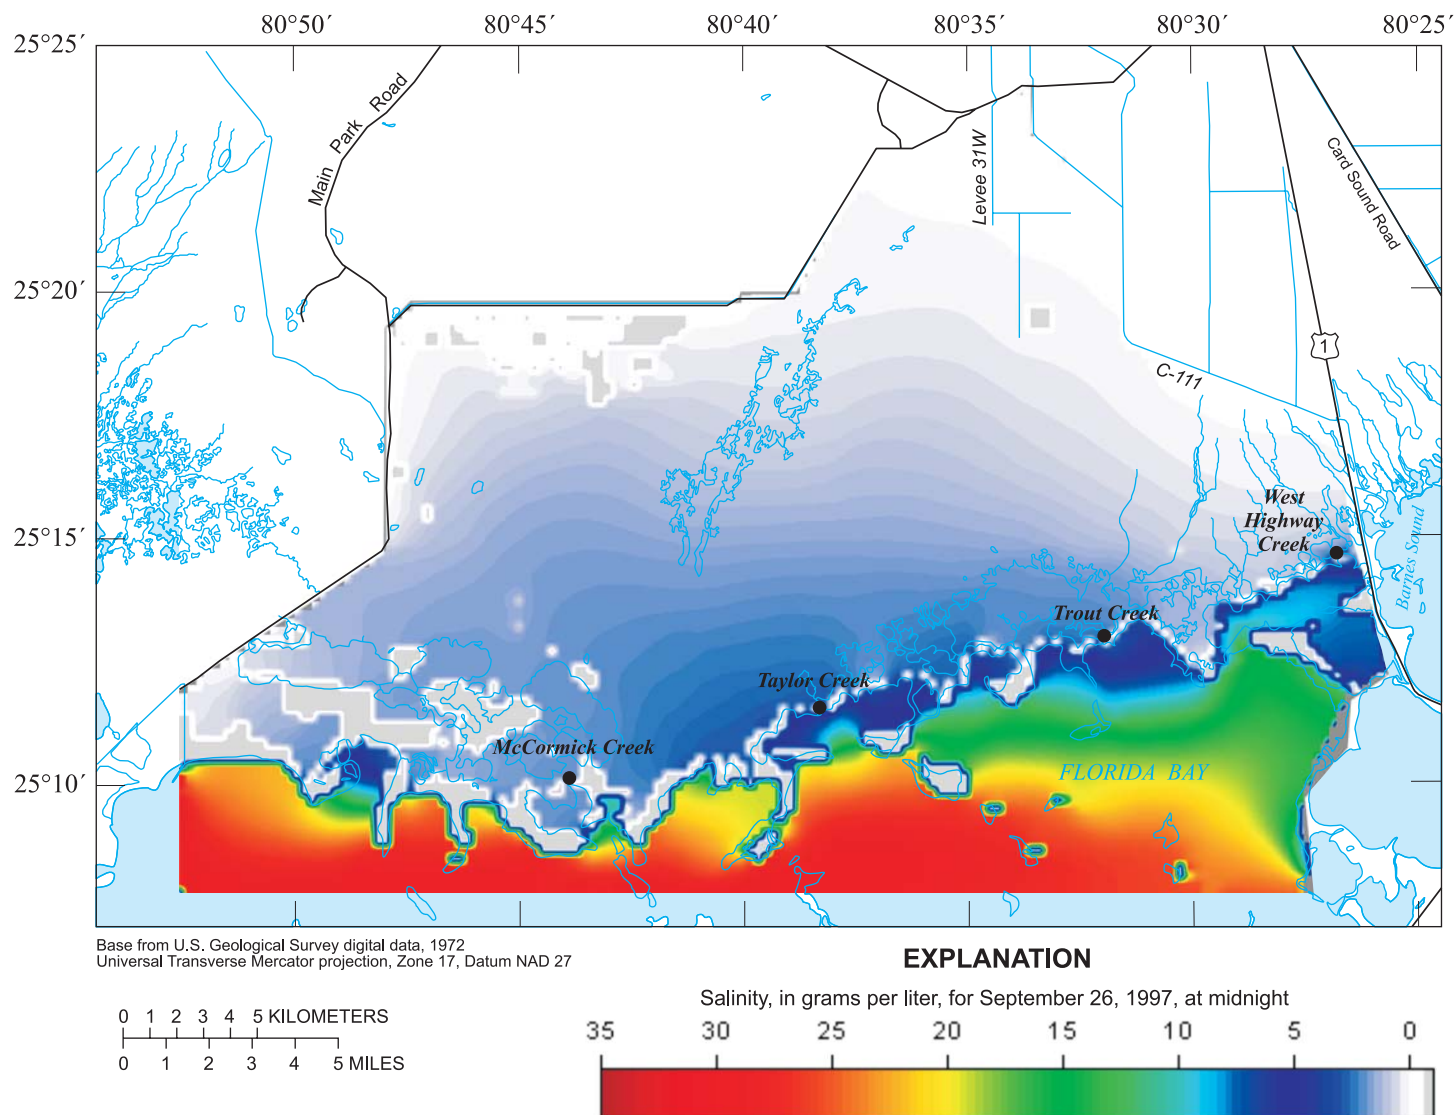 80°50′ 80°45′ 80°40′ 80°35′ 80°30′ 80°25′
25°25′
Main Park Road
Levee 31W
Card Sound Road
25°20′
1
C-111
West
Highway
Creek
25°15′
Barnes Sound
Trout Creek
Taylor Creek
McCormick Creek
FLORIDA BAY
25°10′
Base from U.S. Geological Survey digital data, 1972
Universal Transverse Mercator projection, Zone 17, Datum NAD 27
EXPLANATION
Salinity, in grams per liter, for September 26, 1997, at midnight
0 1 2 3 4 5 KILOMETERS
0 1 2 3 4 5 MILES
35 30 25 20 15 10 5 0